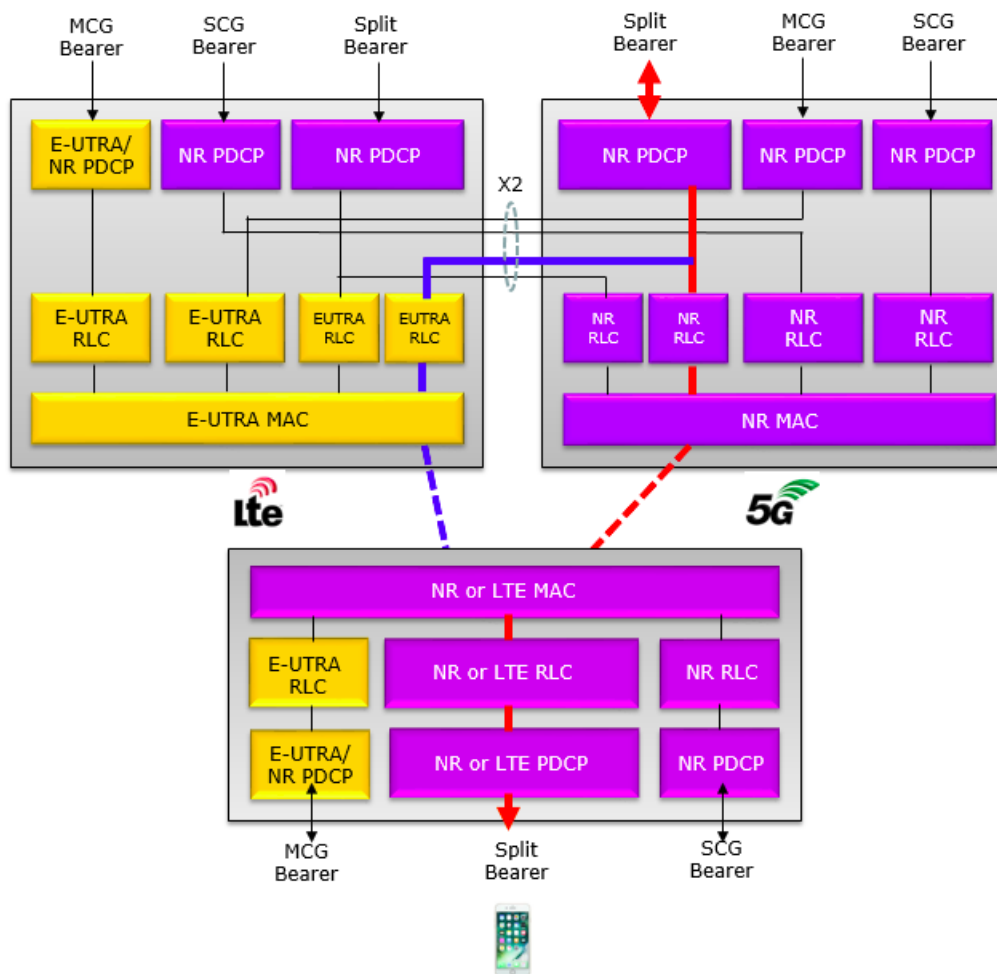 MCG
Bearer
SCG
Bearer
Split
Bearer
Split
Bearer
MCG
Bearer
SCG
Bearer
E-UTRA/
NR PDCP
NR PDCP
NR PDCP
X2
NR PDCP
NR PDCP
NR PDCP
E-UTRA
RLC
E-UTRA
RLC
EUTRA
RLC
EUTRA
RLC
NR
RLC
NR
RLC
NR
RLC
NR
RLC
E-UTRA MAC
NR MAC
Lte
5G
NR or LTE MAC
E-UTRA
RLC
NR or LTE RLC
NR RLC
E-UTRA/
NR PDCP
NR or LTE PDCP
NR PDCP
MCG
Bearer
Split
Bearer
SCG
Bearer